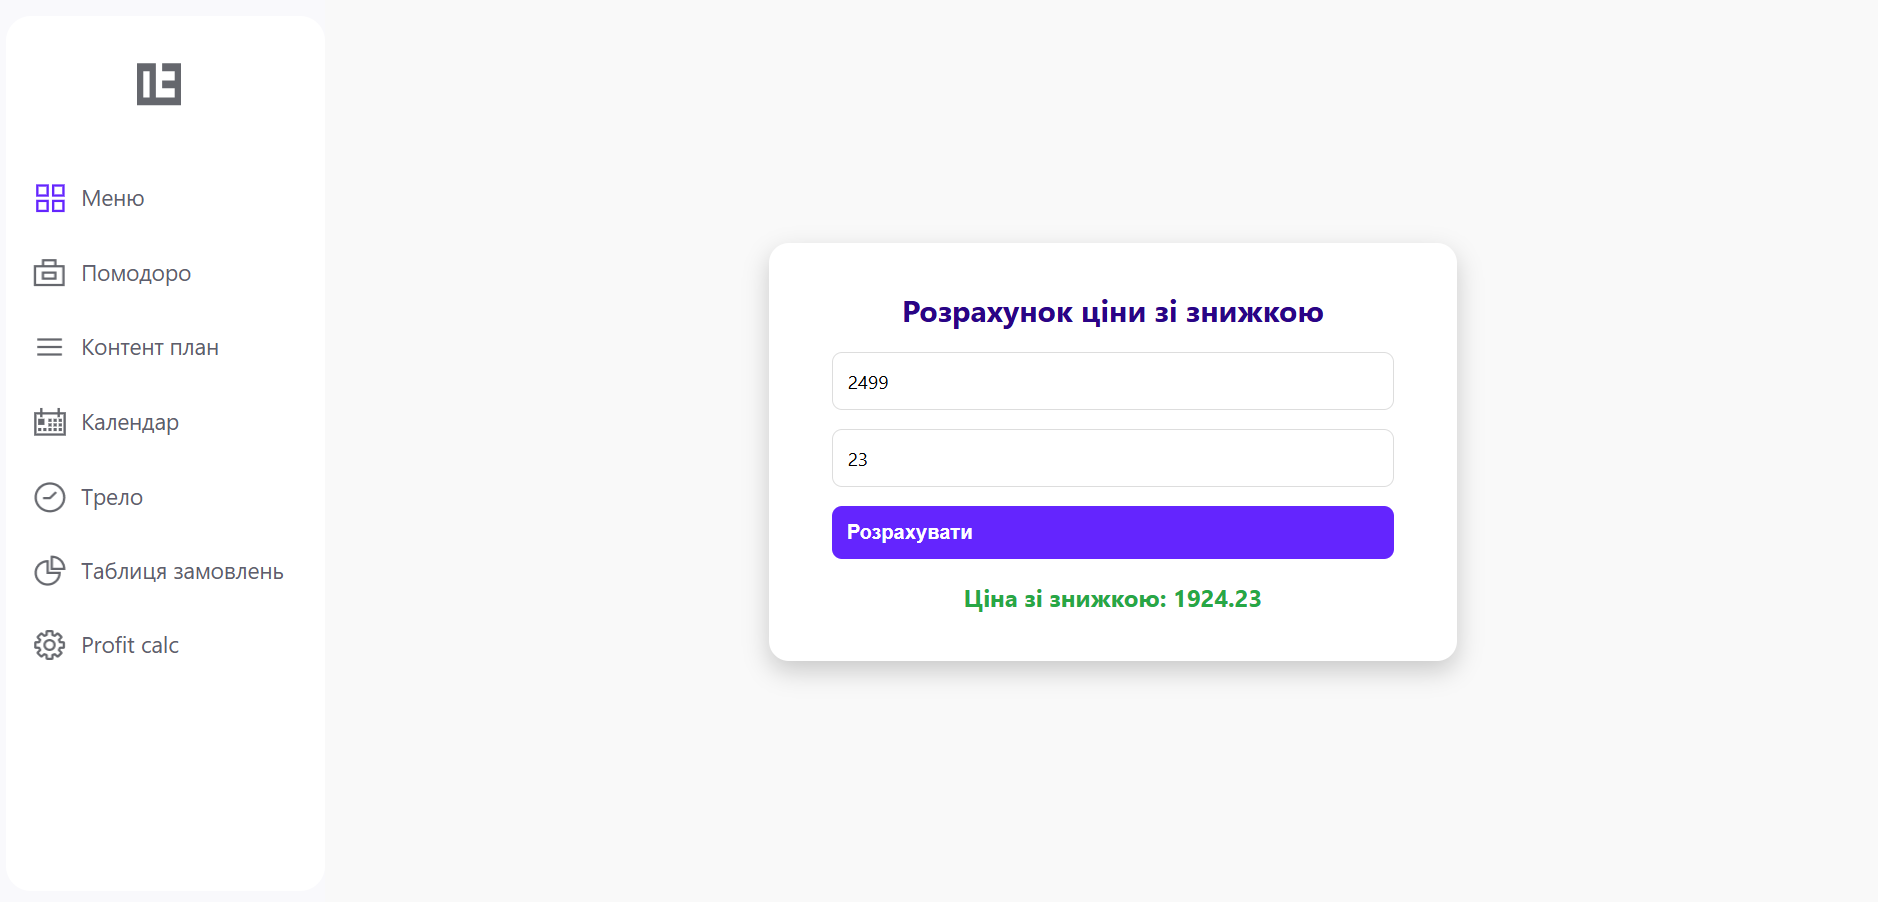 Меню
Помодоро
Контент план
Календар
Трело
Таблиця замовлень
Profit calc
Розрахунок ціни зі знижкою
2499
23
Розрахувати
Ціна зі знижкою: 1924.23